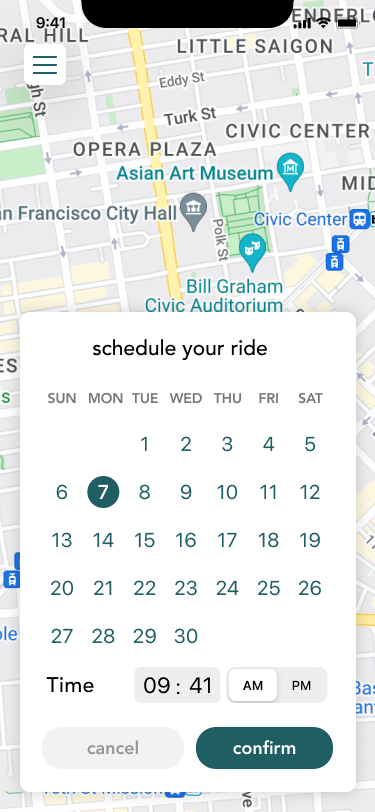 9:41
RAL HILL
LITTLE SAIGON
Eddy St
Turk St
CIVIC CENTER
OPERA PLAZA
Asian Art Museum
MID
n Francisco City Hall
Polk St
Civic Center
Bill Graham
Civic Auditorium
schedule your ride
SUN MON TUE WED THU FRI SAT
1 2 3 4 5
6 7 8 9 10 11 12
13 14 15 16 17 18 19
20 21 22 23 24 25 26
27 28 29 30
Time 09 : 41 AM PM
cancel confirm